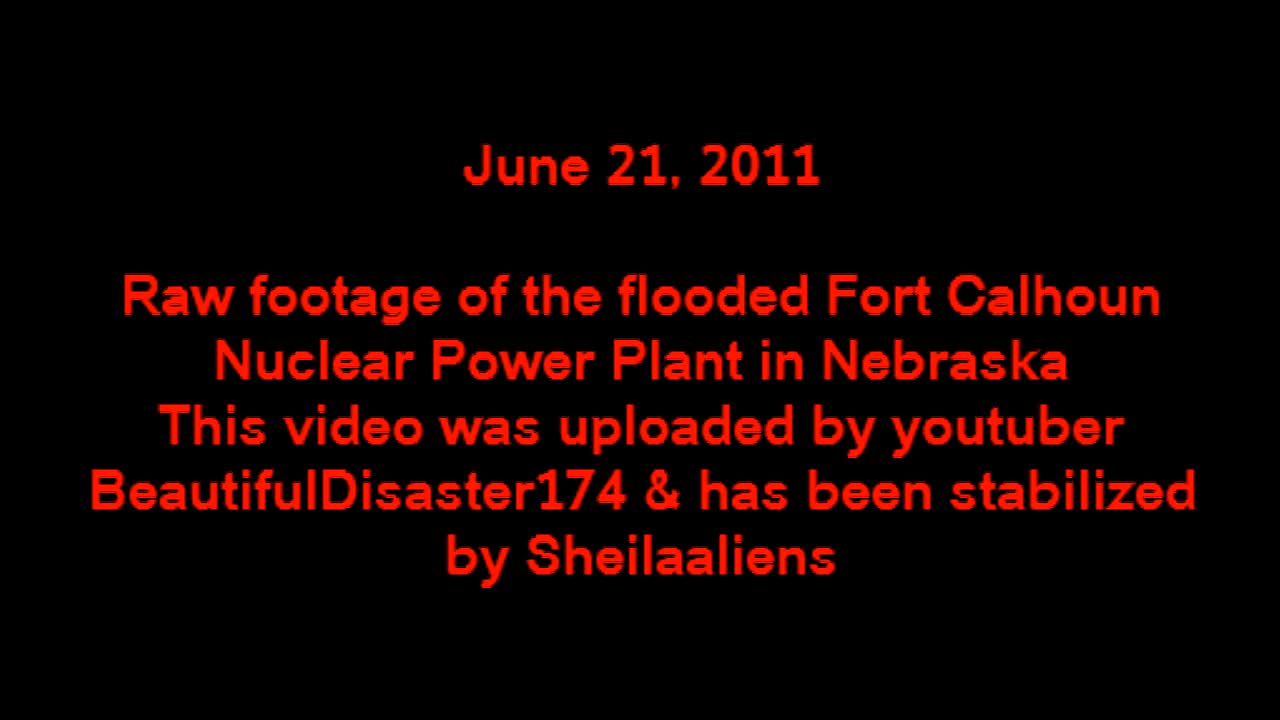 June 21, 2011
Raw footage of the flooded Fort Calhoun
Nuclear Power Plant in Nebraska
This video was uploaded by youtuber
BeautifulDisaster174 & has been stabilized
by Sheilaaliens